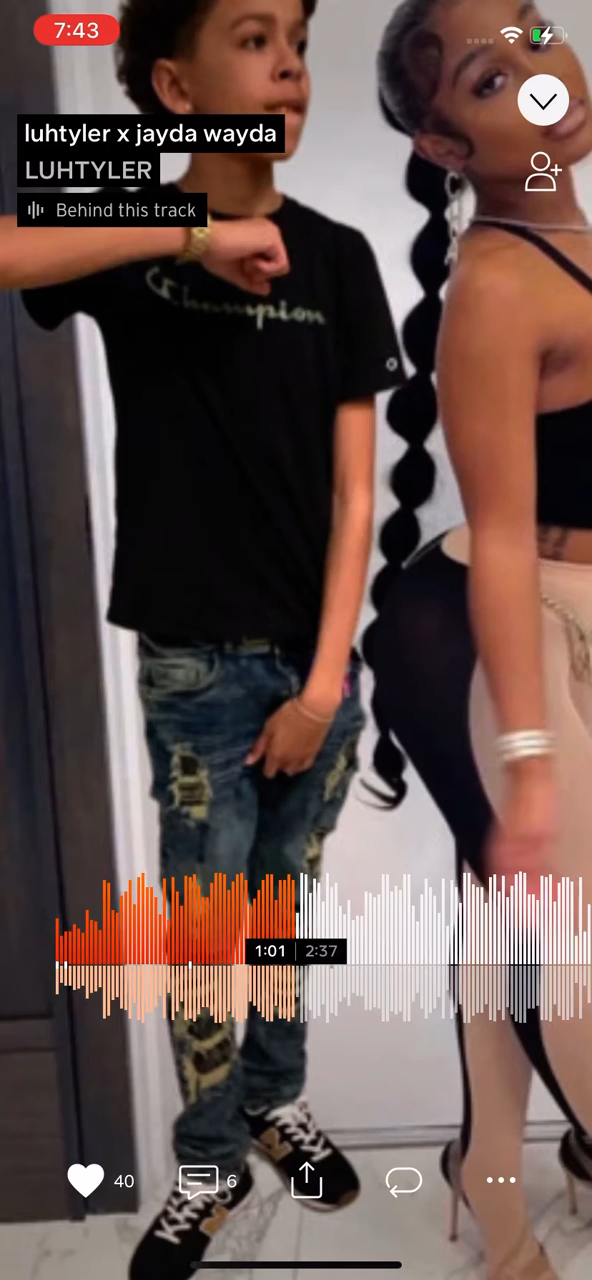 7:43
luhtyler x jayda wayda
LUHTYLER
Behind this track
Champion
1:01 2:37
40 6